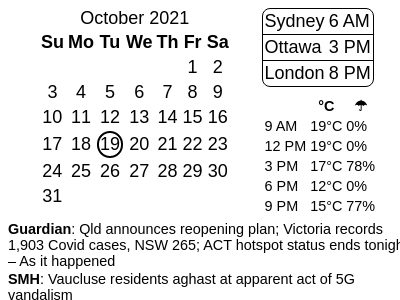 October 2021
Su Mo Tu We Th Fr Sa
1 2
3 4 5 6 7 8 9
10 11 12 13 14 15 16
17 18 19 20 21 22 23
24 25 26 27 28 29 30
31
Sydney 6 AM
Ottawa 3 PM
London 8 PM
°C ☂
9 AM 19°C 0%
12 PM 19°C 0%
3 PM 17°C 78%
6 PM 12°C 0%
9 PM 15°C 77%
Guardian: Qld announces reopening plan; Victoria records
1,903 Covid cases, NSW 265; ACT hotspot status ends tonigh
– As it happened
SMH: Vaucluse residents aghast at apparent act of 5G
vandalism